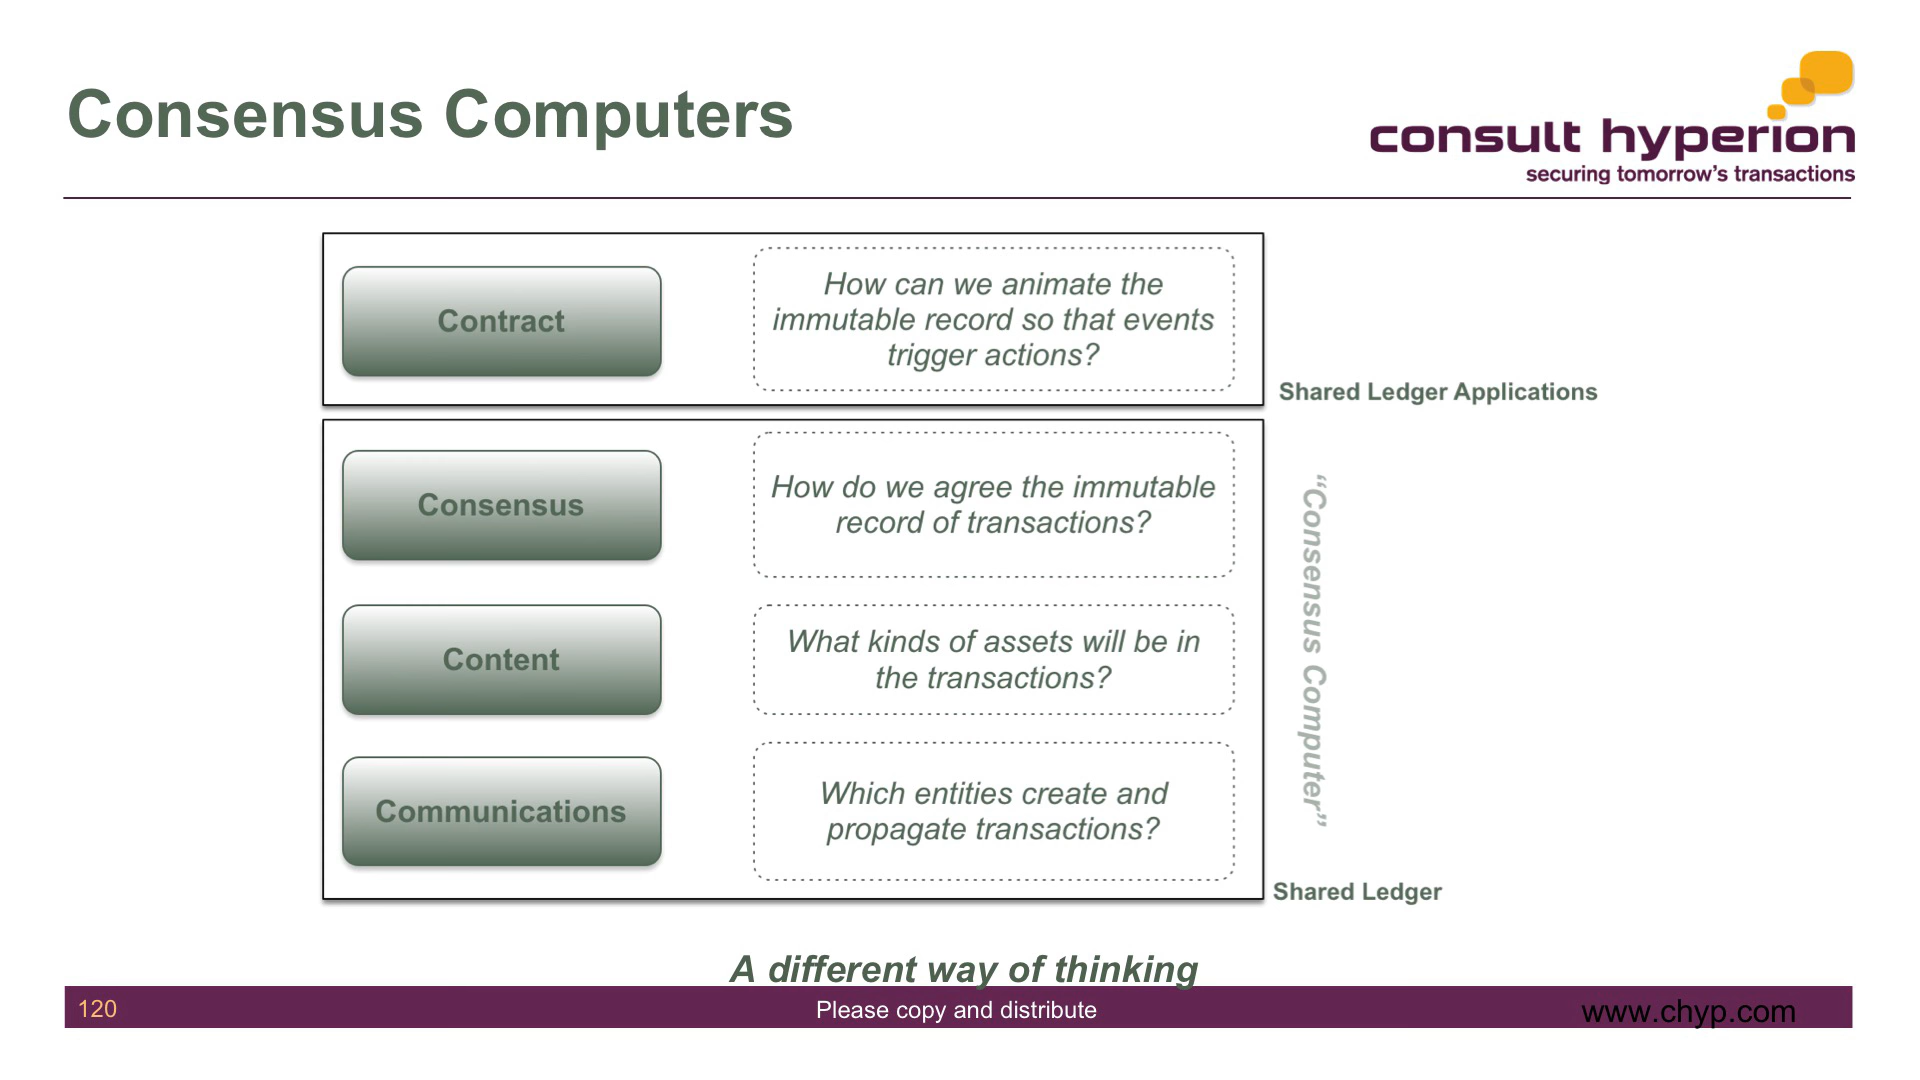 Consensus Computers
consult hyperion
securing tomorrow's transactions
Contract
How can we animate the
immutable record so that events
trigger actions?
Shared Ledger Applications
Consensus
How do we agree the immutable
record of transactions?
Content
What kinds of assets will be in
the transactions?
Communications
Which entities create and
propagate transactions?
“Consensus Computer”
Shared Ledger
A different way of thinking
120
Please copy and distribute
www.chyp.com